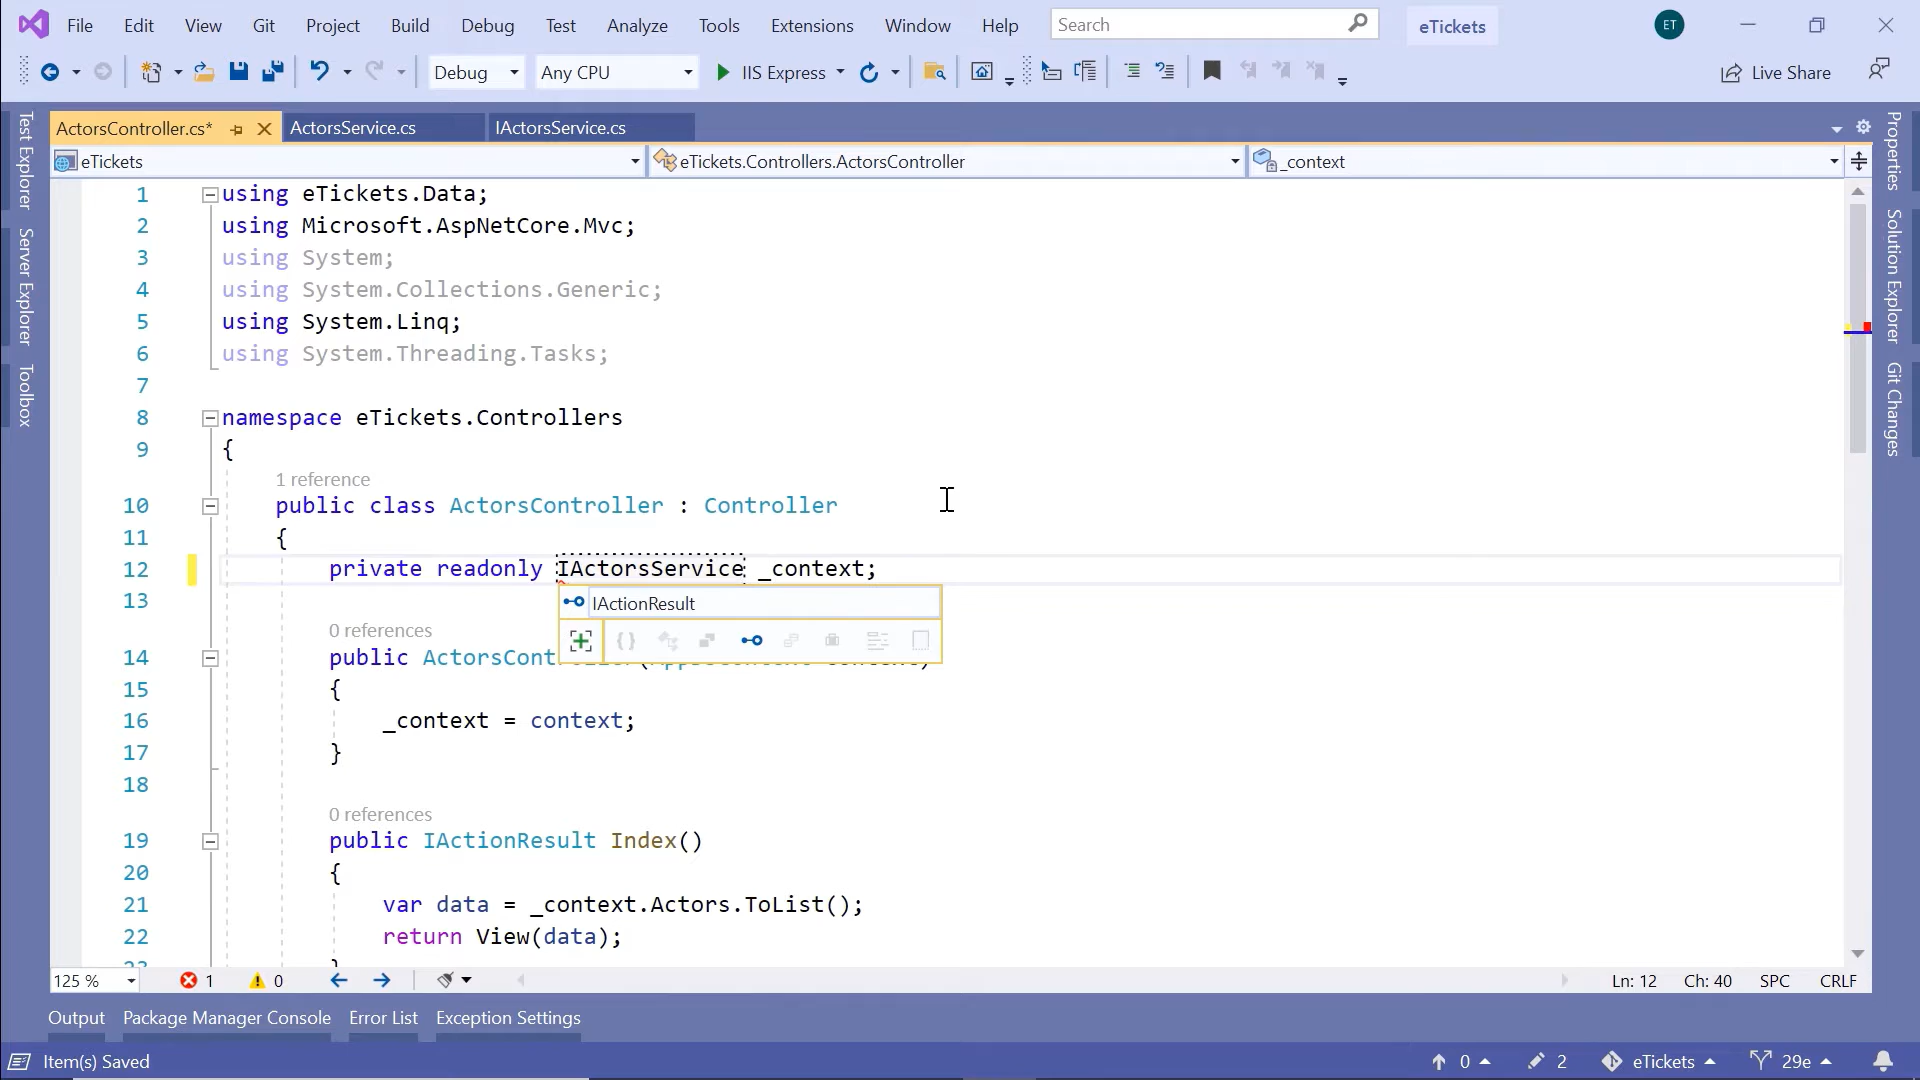 File Edit View Git Project Build Debug Test Analyze Tools Extensions Window Help Search eTickets ET
Debug Any CPU IIS Express Live Share
ActorsController.cs* ActorsService.cs IActorsService.cs
eTickets eTickets.Controllers.ActorsController _context
Test Explorer
Server Explorer
Toolbox
Properties
Solution Explorer
Git Changes
1 using eTickets.Data;
2 using Microsoft.AspNetCore.Mvc;
3 using System;
4 using System.Collections.Generic;
5 using System.Linq;
6 using System.Threading.Tasks;
7
8 namespace eTickets.Controllers
9 {
1 reference
10 public class ActorsController : Controller
11 {
12 private readonly IActorsService _context;
13
IActionResult
0 references
14 public ActorsCont
15 {
16 _context = context;
17 }
18
0 references
19 public IActionResult Index()
20 {
21 var data = _context.Actors.ToList();
22 return View(data);
125 % 1 0 Ln: 12 Ch: 40 SPC CRLF
Output Package Manager Console Error List Exception Settings
Item(s) Saved 0 2 eTickets 29e